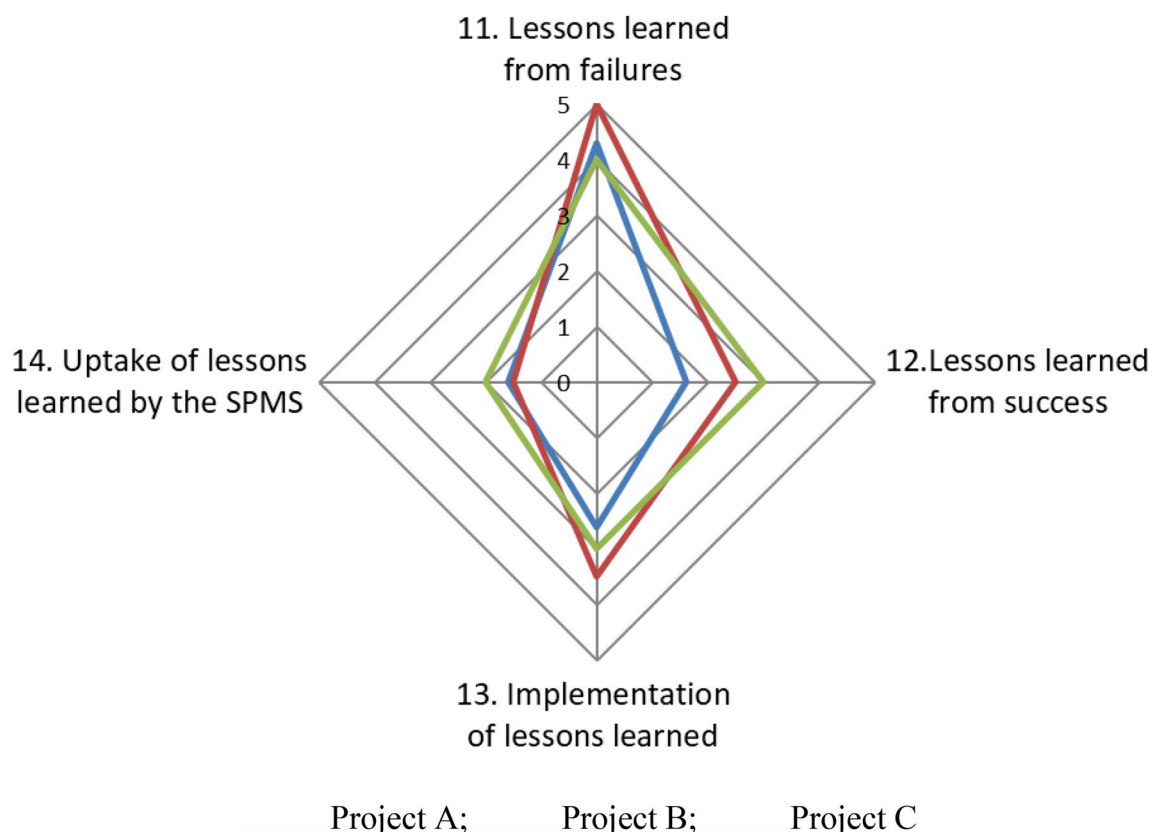 11. Lessons learned
from failures
5
4
3
2
1
0
14. Uptake of lessons
learned by the SPMS
12.Lessons learned
from success
13. Implementation
of lessons learned
Project A; Project B; Project C